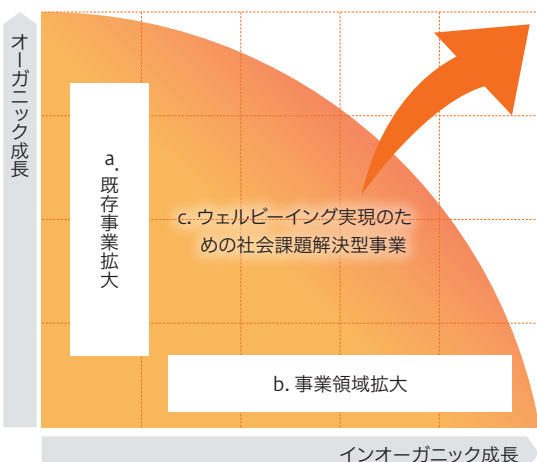 オーガニック成長
a. 既存事業拡大
c. ウェルビーイング実現のた
めの社会課題解決型事業
b. 事業領域拡大
インオーガニック成長